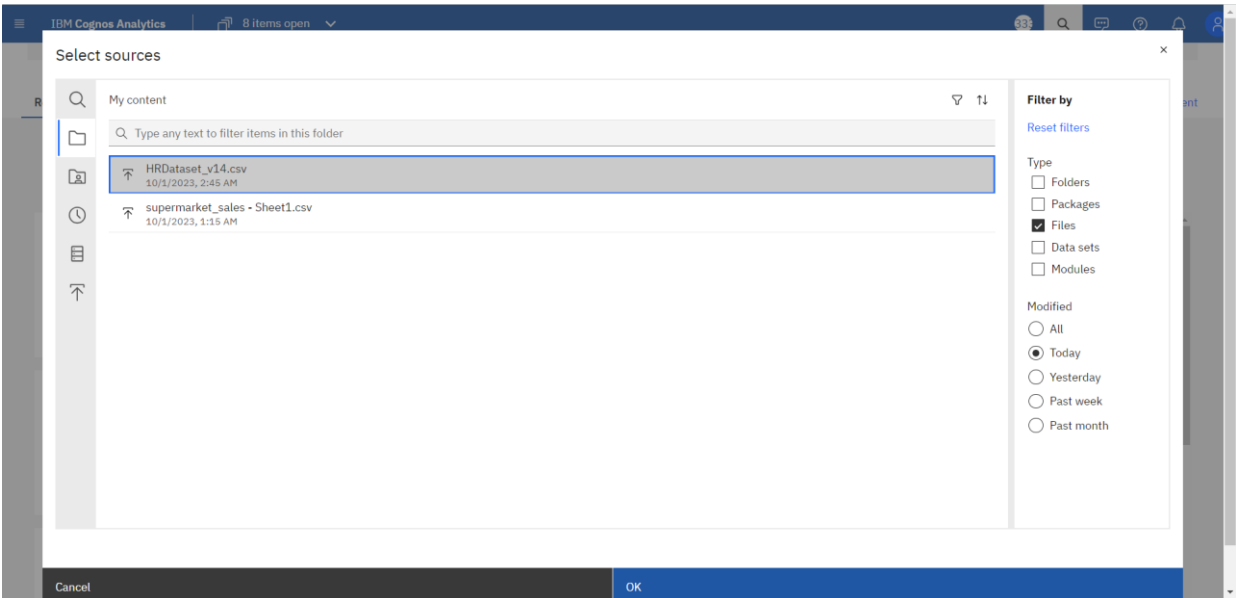 IBM Cognos Analytics
8 items open
333
Select sources
R
ent
My content
Type any text to filter items in this folder
HRDataset_v14.csv
10/1/2023, 2:45 AM
supermarket_sales - Sheet1.csv
10/1/2023, 1:15 AM
Filter by
Reset filters
Type
Folders
Packages
Files
Data sets
Modules
Modified
All
Today
Yesterday
Past week
Past month
Cancel
OK